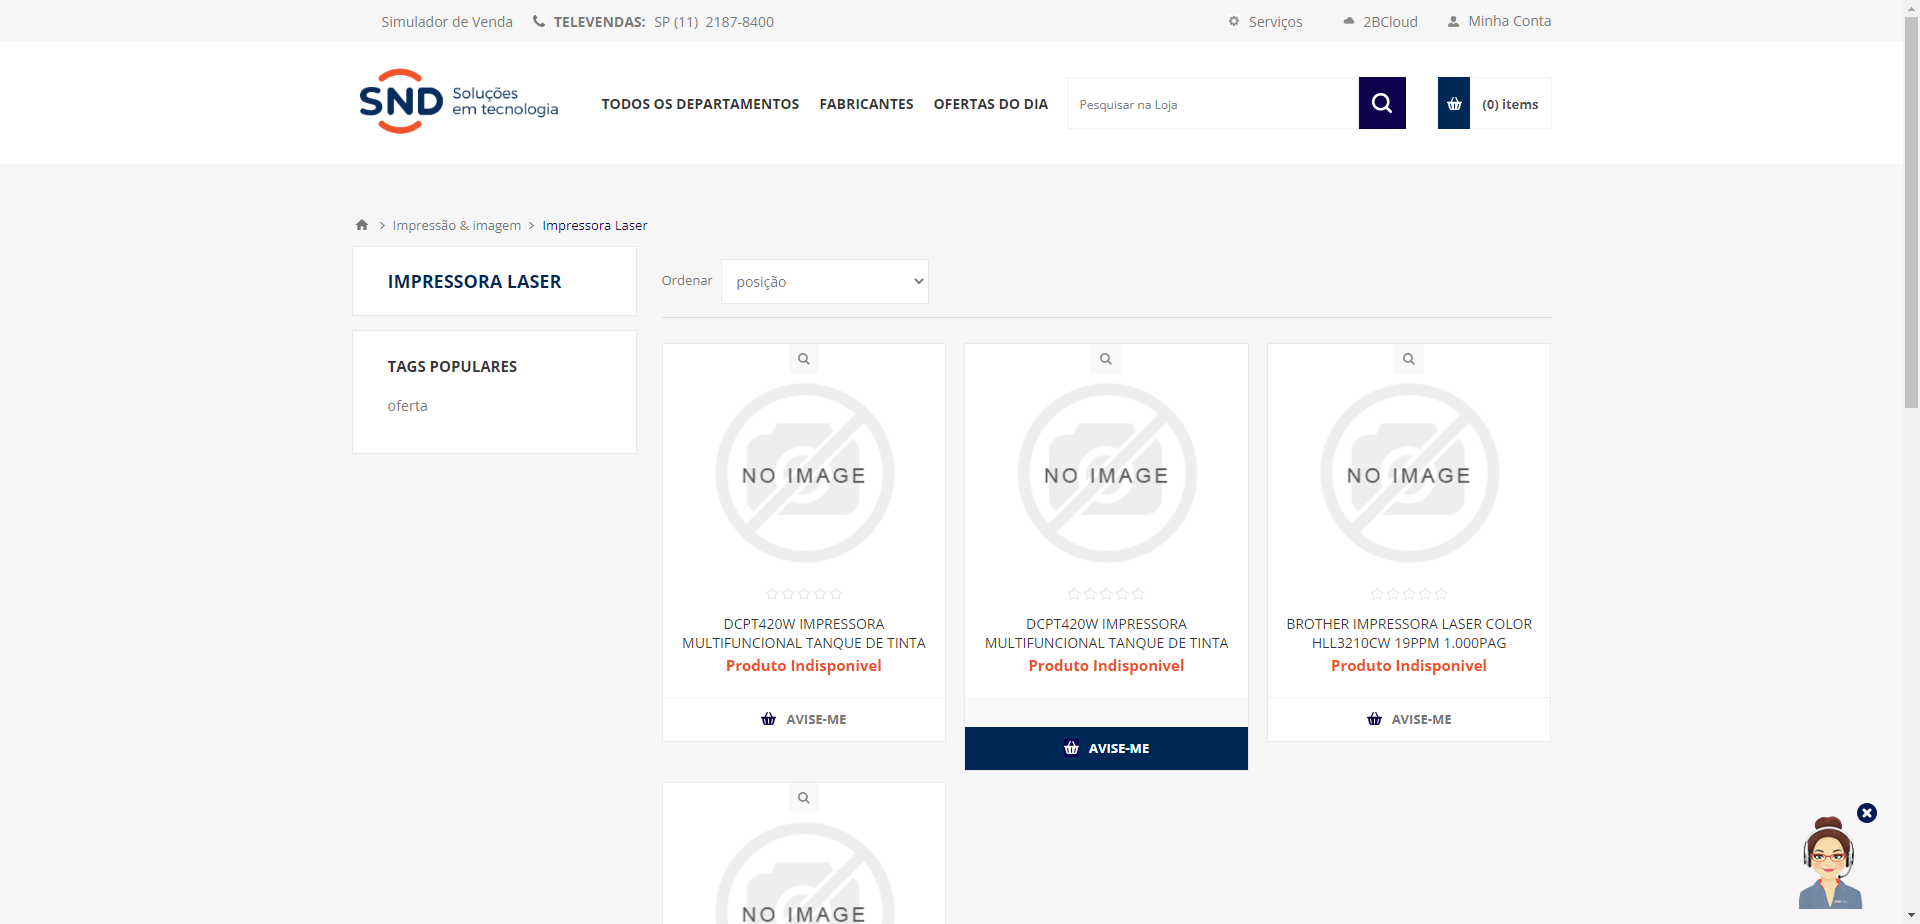 Simulador de Venda
TELEVENDAS: SP (11) 2187-8400
Serviços
2BCloud
Minha Conta
SND Soluções
em tecnologia
TODOS OS DEPARTAMENTOS
FABRICANTES
OFERTAS DO DIA
Pesquisar na Loja
(0) items
Impressão & imagem
Impressora Laser
IMPRESSORA LASER
Ordenar
posição
TAGS POPULARES
oferta
NO IMAGE
DCPT420W IMPRESSORA
MULTIFUNCIONAL TANQUE DE TINTA
Produto Indisponivel
AVISE-ME
NO IMAGE
DCPT420W IMPRESSORA
MULTIFUNCIONAL TANQUE DE TINTA
Produto Indisponivel
AVISE-ME
NO IMAGE
BROTHER IMPRESSORA LASER COLOR
HLL3210CW 19PPM 1.000PAG
Produto Indisponivel
AVISE-ME
NO IMAGE